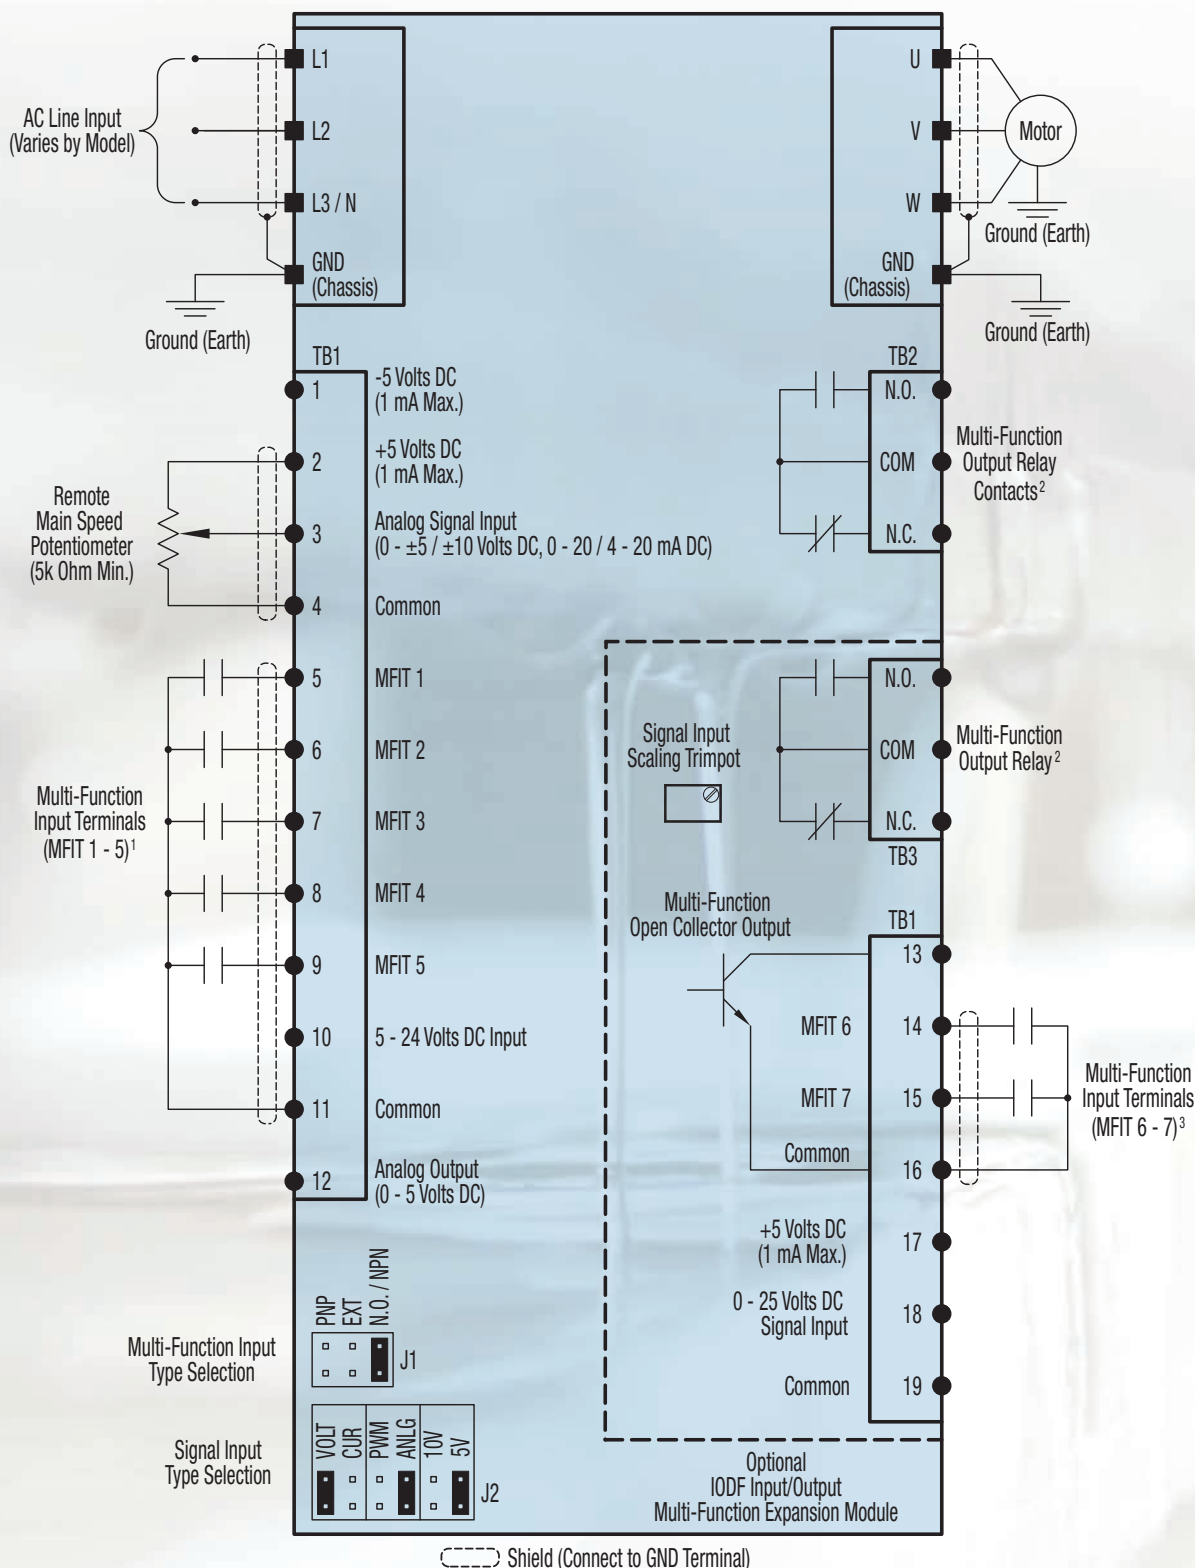 AC Line Input
(Varies by Model)
L1
L2
L3 / N
GND
(Chassis)
Ground (Earth)
U
V
W
GND
(Chassis)
Motor
Ground (Earth)
Ground (Earth)
TB1
1
-5 Volts DC
(1 mA Max.)
2
+5 Volts DC
(1 mA Max.)
3
Analog Signal Input
(0 - ±5 / ±10 Volts DC, 0 - 20 / 4 - 20 mA DC)
4
Common
Remote
Main Speed
Potentiometer
(5k Ohm Min.)
5
MFIT 1
6
MFIT 2
7
MFIT 3
8
MFIT 4
9
MFIT 5
Multi-Function
Input Terminals
(MFIT 1 - 5)¹
10
5 - 24 Volts DC Input
11
Common
12
Analog Output
(0 - 5 Volts DC)
TB2
N.O.
COM
N.C.
Multi-Function
Output Relay
Contacts²
N.O.
COM
N.C.
TB3
Multi-Function
Output Relay²
Signal Input
Scaling Trimpot
Multi-Function
Open Collector Output
TB1
13
MFIT 6
14
MFIT 7
15
Common
16
Multi-Function
Input Terminals
(MFIT 6 - 7)³
+5 Volts DC
(1 mA Max.)
17
0 - 25 Volts DC
Signal Input
18
Common
19
Optional
IODF Input/Output
Multi-Function Expansion Module
Multi-Function Input
Type Selection
PNP
EXT
N.O. / NPN
J1
Signal Input
Type Selection
VOLT
CUR
PWM
ANLG
10V
5V
J2
Shield (Connect to GND Terminal)